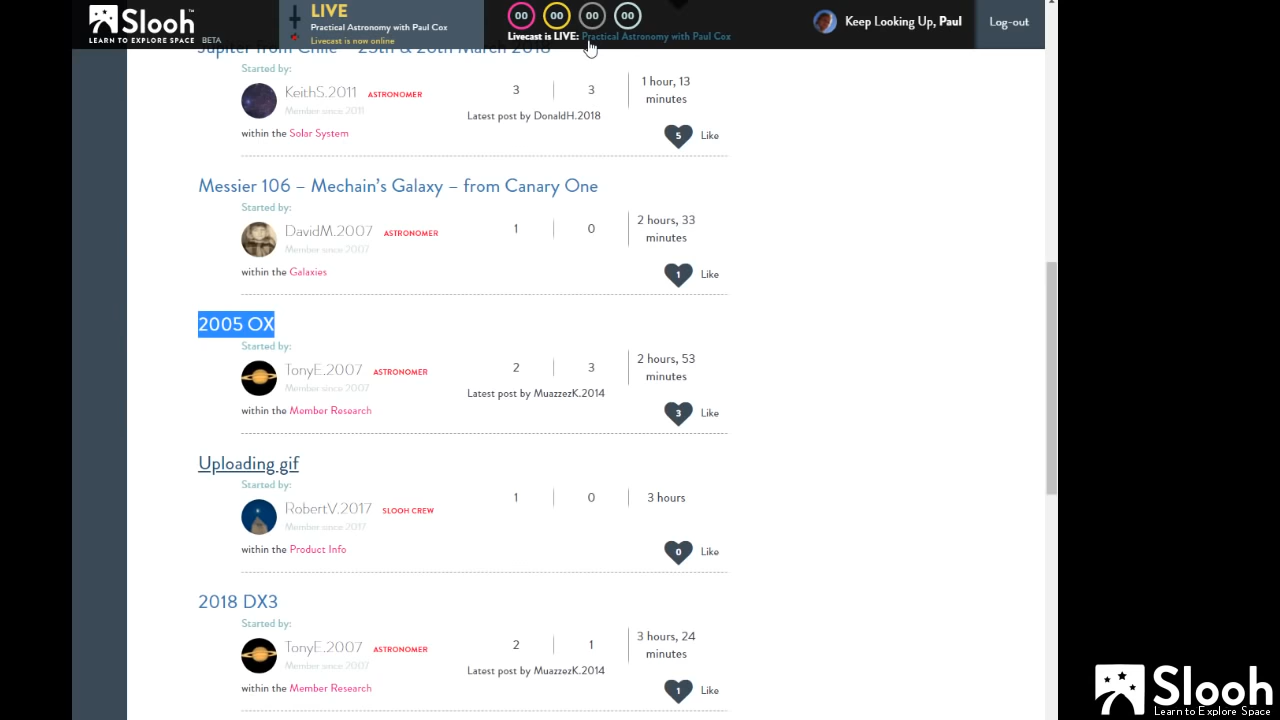 Slooh™
LEARN TO EXPLORE SPACE BETA
LIVE
Practical Astronomy with Paul Cox
Livecast is now online
00 00 00 00
Livecast is LIVE: Practical Astronomy with Paul Cox
Keep Looking Up, Paul
Log-out
Jupiter from Chile – 25th & 26th March 2018
Started by:
KeithS.2011 ASTRONOMER
Member since 2011
within the Solar System
3 3
Latest post by DonaldH.2018
1 hour, 13
minutes
5 Like
Messier 106 – Mechain's Galaxy – from Canary One
Started by:
DavidM.2007 ASTRONOMER
Member since 2007
within the Galaxies
1 0
2 hours, 33
minutes
1 Like
2005 OX
Started by:
TonyE.2007 ASTRONOMER
Member since 2007
within the Member Research
2 3
Latest post by MuazzezK.2014
2 hours, 53
minutes
3 Like
Uploading gif
Started by:
RobertV.2017 SLOOH CREW
Member since 2017
within the Product Info
1 0
3 hours
0 Like
2018 DX3
Started by:
TonyE.2007 ASTRONOMER
Member since 2007
within the Member Research
2 1
Latest post by MuazzezK.2014
3 hours, 24
minutes
1 Like
Slooh
Learn to Explore Space